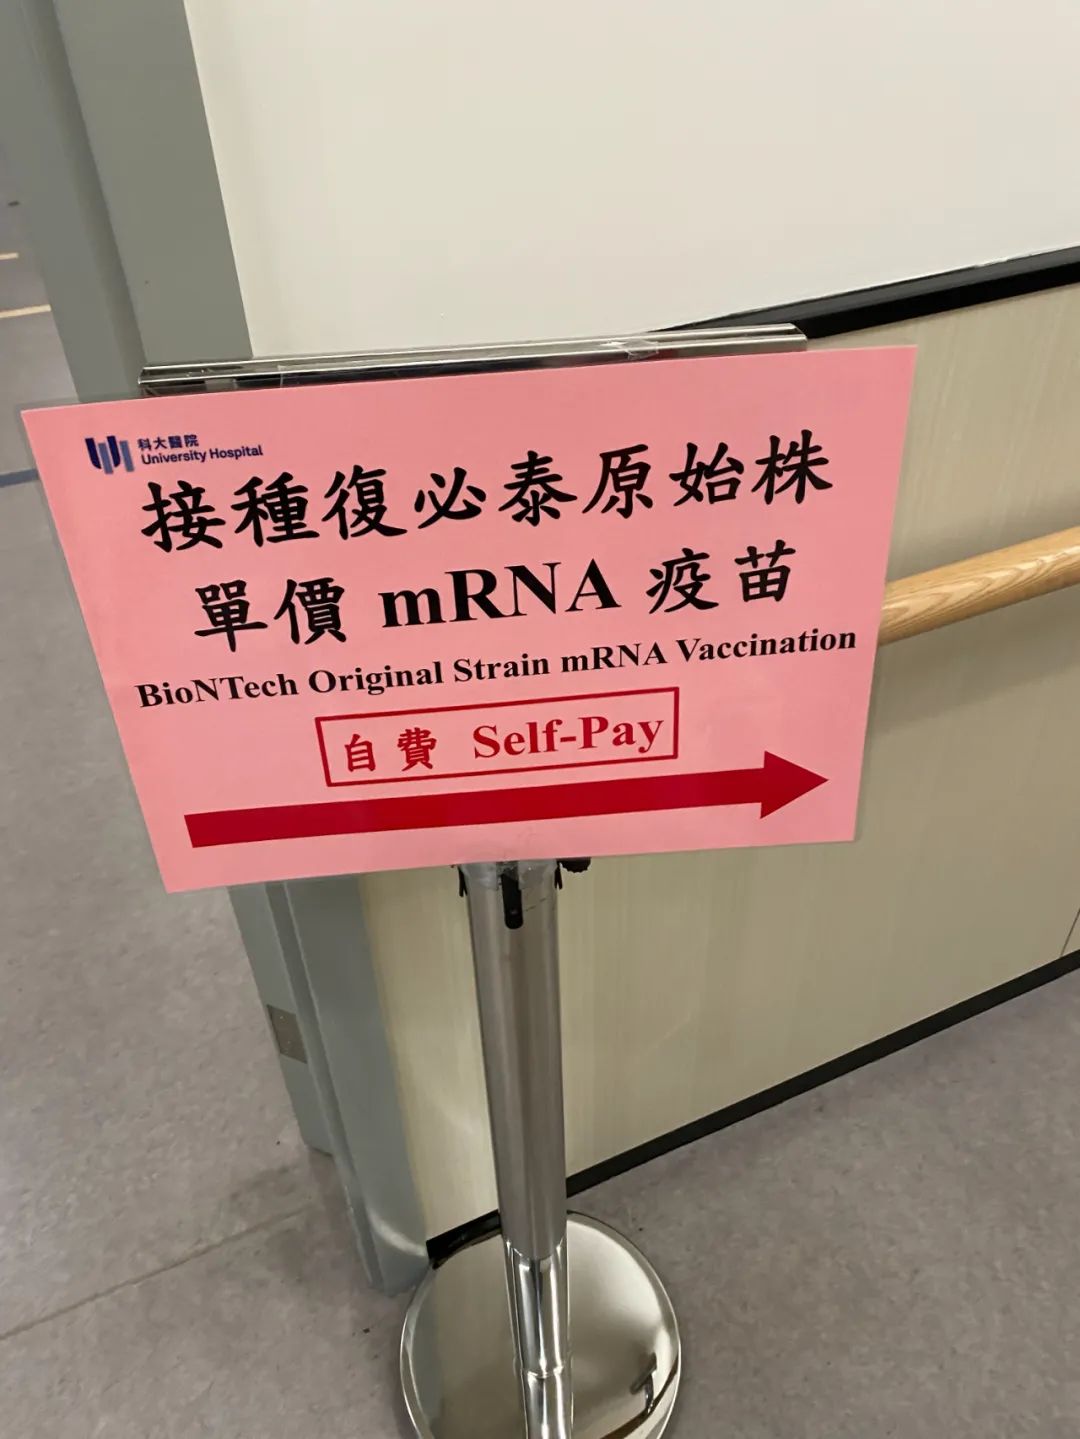 科大醫院
University Hospital
接種復必泰原始株
單價 mRNA 疫苗
BioNTech Original Strain mRNA Vaccination
自費 Self-Pay